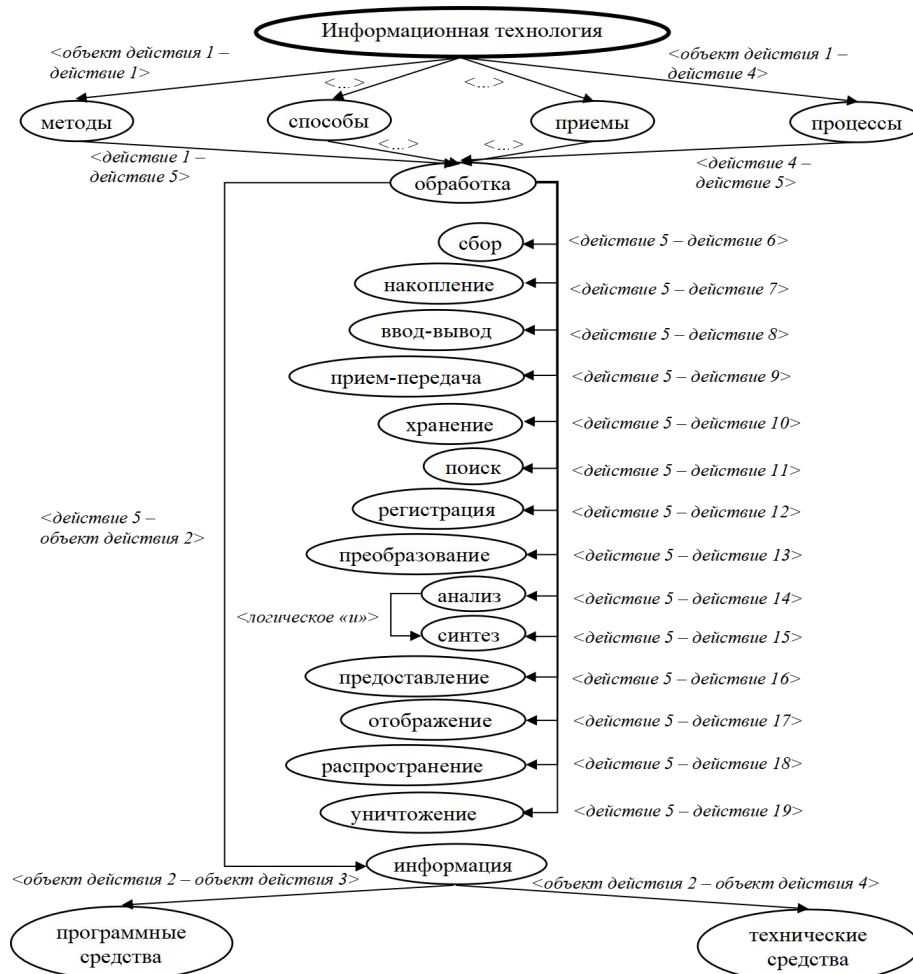 Информационная технология
<объект действия 1 –
действие 1>
<...>
<...>
<объект действия 1 –
действие 4>
методы
способы
приемы
процессы
<действие 1 –
действие 5>
<...>
<...>
<действие 4 –
действие 5>
обработка
сбор
<действие 5 – действие 6>
накопление
<действие 5 – действие 7>
ввод-вывод
<действие 5 – действие 8>
прием-передача
<действие 5 – действие 9>
хранение
<действие 5 – действие 10>
поиск
<действие 5 – действие 11>
регистрация
<действие 5 – действие 12>
<действие 5 –
объект действия 2>
преобразование
<действие 5 – действие 13>
анализ
<действие 5 – действие 14>
<логическое «и»>
синтез
<действие 5 – действие 15>
предоставление
<действие 5 – действие 16>
отображение
<действие 5 – действие 17>
распространение
<действие 5 – действие 18>
уничтожение
<действие 5 – действие 19>
информация
<объект действия 2 – объект действия 3>
<объект действия 2 – объект действия 4>
программные
средства
технические
средства